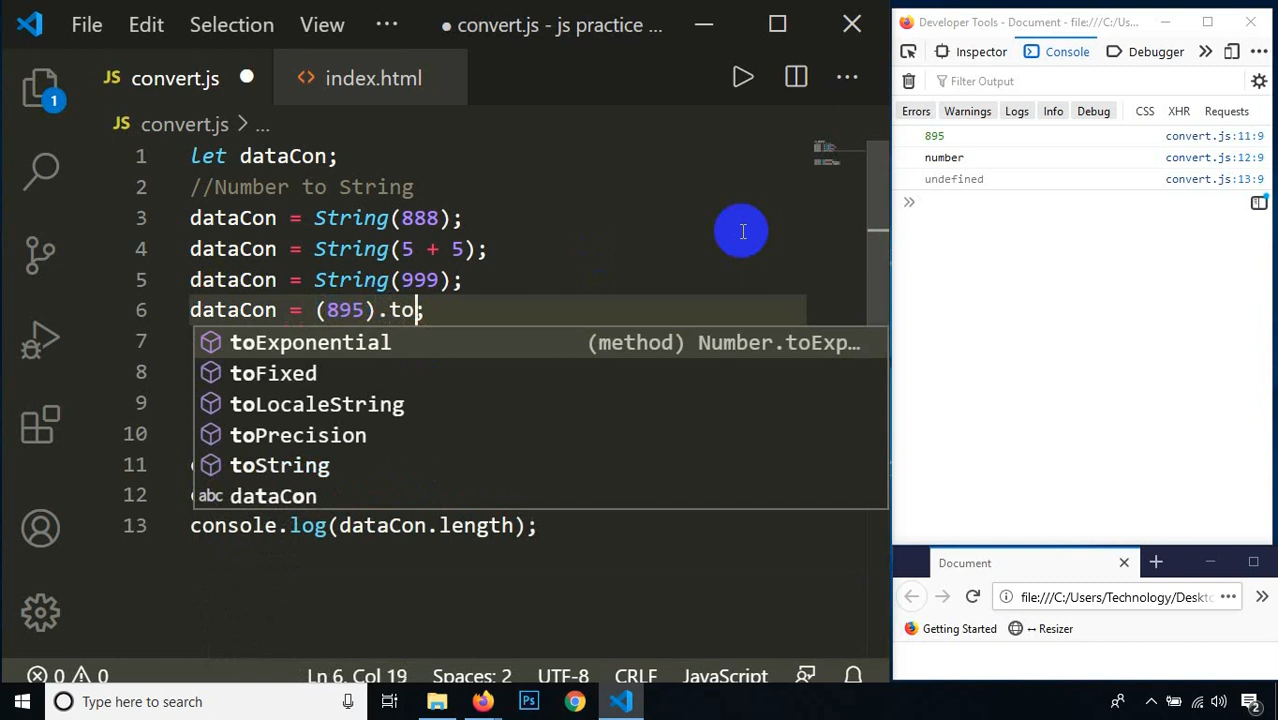 File Edit Selection View ··· ● convert.js - js practice ...
JS convert.js ● <> index.html
1
JS convert.js > ...
1 let dataCon;
2 //Number to String
3 dataCon = String(888);
4 dataCon = String(5 + 5);
5 dataCon = String(999);
6 dataCon = (895).to;
7
toExponential (method) Number.toExp…
8
toFixed
9
toLocaleString
10
toPrecision
11
toString
12
abc dataCon
13 console.log(dataCon.length);
0 0 Ln 6, Col 19 Spaces: 2 UTF-8 CRLF JavaScript
Developer Tools - Document - file:///C:/Us...
Inspector Console Debugger
Filter Output
Errors Warnings Logs Info Debug CSS XHR Requests
895 convert.js:11:9
number convert.js:12:9
undefined convert.js:13:9
Document
file:///C:/Users/Technology/Deskto
Getting Started Resizer
Type here to search
Ps
2